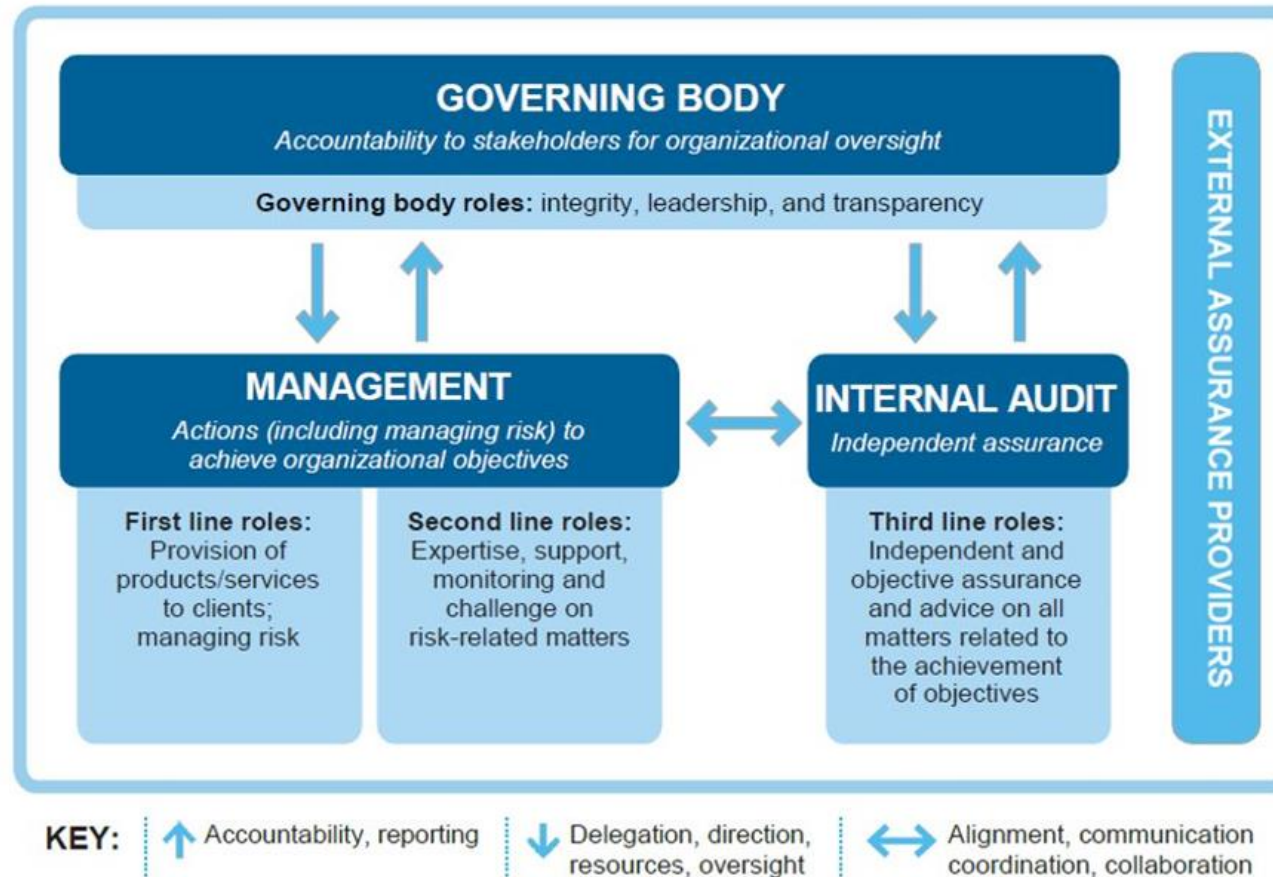 GOVERNING BODY
Accountability to stakeholders for organizational oversight
Governing body roles: integrity, leadership, and transparency
MANAGEMENT
Actions (including managing risk) to
achieve organizational objectives
First line roles:
Provision of
products/services
to clients;
managing risk
Second line roles:
Expertise, support,
monitoring and
challenge on
risk-related matters
INTERNAL AUDIT
Independent assurance
Third line roles:
Independent and
objective assurance
and advice on all
matters related to
the achievement
of objectives
EXTERNAL ASSURANCE PROVIDERS
KEY:
Accountability, reporting
Delegation, direction,
resources, oversight
Alignment, communication
coordination, collaboration